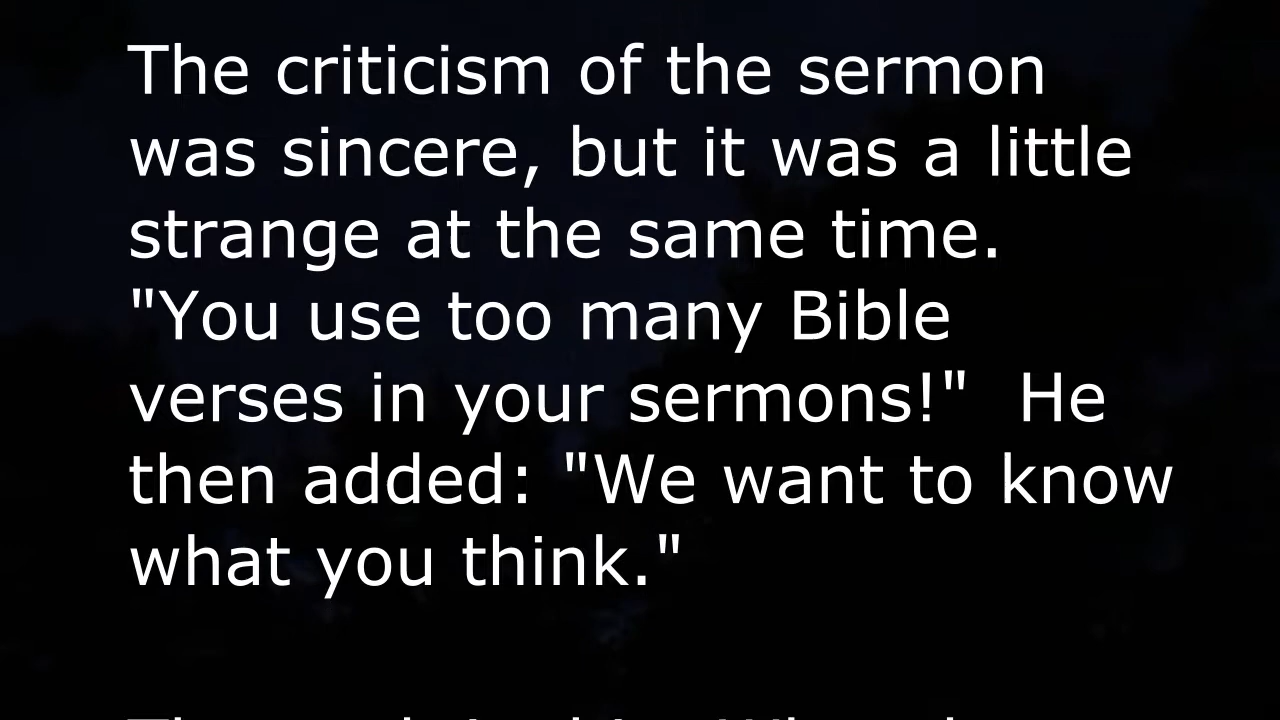 The criticism of the sermon
was sincere, but it was a little
strange at the same time.
"You use too many Bible
verses in your sermons!"  He
then added: "We want to know
what you think."